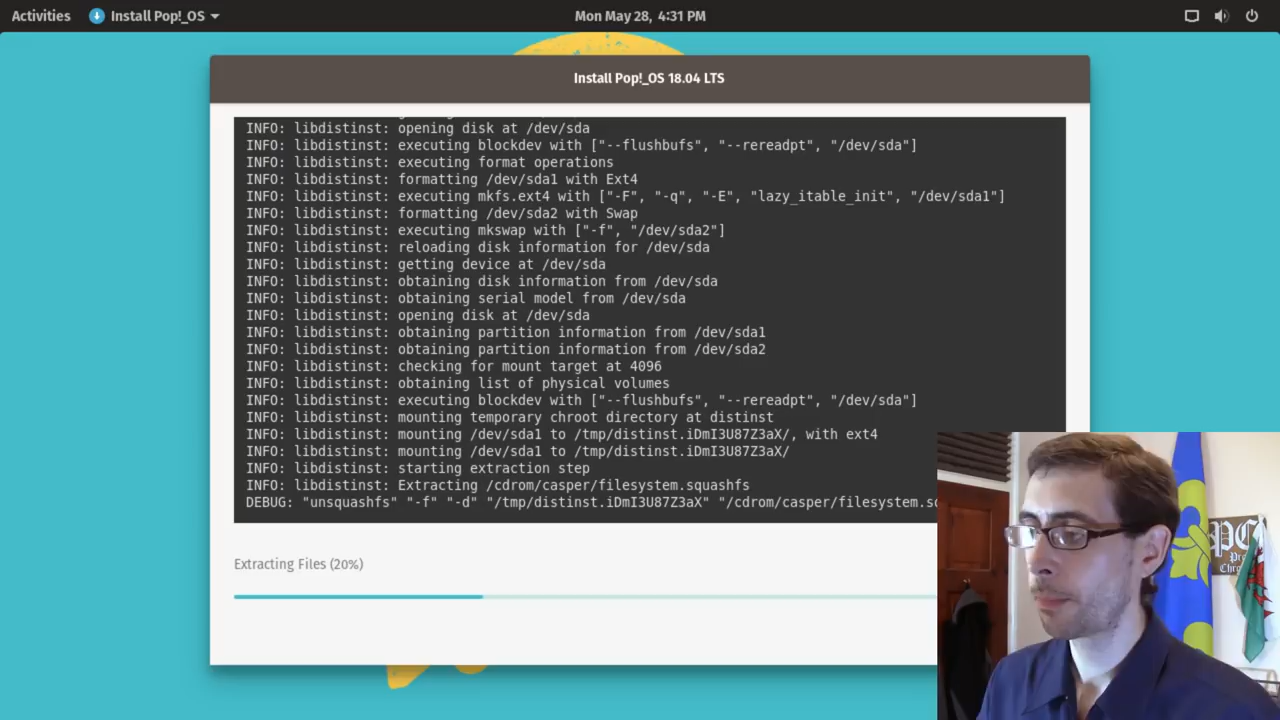 Activities Install Pop!_OS Mon May 28, 4:31 PM
Install Pop!_OS 18.04 LTS
INFO: libdistinst: opening disk at /dev/sda
INFO: libdistinst: executing blockdev with ["--flushbufs", "--rereadpt", "/dev/sda"]
INFO: libdistinst: executing format operations
INFO: libdistinst: formatting /dev/sda1 with Ext4
INFO: libdistinst: executing mkfs.ext4 with ["-F", "-q", "-E", "lazy_itable_init", "/dev/sda1"]
INFO: libdistinst: formatting /dev/sda2 with Swap
INFO: libdistinst: executing mkswap with ["-f", "/dev/sda2"]
INFO: libdistinst: reloading disk information for /dev/sda
INFO: libdistinst: getting device at /dev/sda
INFO: libdistinst: obtaining disk information from /dev/sda
INFO: libdistinst: obtaining serial model from /dev/sda
INFO: libdistinst: opening disk at /dev/sda
INFO: libdistinst: obtaining partition information from /dev/sda1
INFO: libdistinst: obtaining partition information from /dev/sda2
INFO: libdistinst: checking for mount target at 4096
INFO: libdistinst: obtaining list of physical volumes
INFO: libdistinst: executing blockdev with ["--flushbufs", "--rereadpt", "/dev/sda"]
INFO: libdistinst: mounting temporary chroot directory at distinst
INFO: libdistinst: mounting /dev/sda1 to /tmp/distinst.iDmI3U87Z3aX/, with ext4
INFO: libdistinst: mounting /dev/sda1 to /tmp/distinst.iDmI3U87Z3aX/
INFO: libdistinst: starting extraction step
INFO: libdistinst: Extracting /cdrom/casper/filesystem.squashfs
DEBUG: "unsquashfs" "-f" "-d" "/tmp/distinst.iDmI3U87Z3aX" "/cdrom/casper/filesystem.s
Extracting Files (20%)
PC